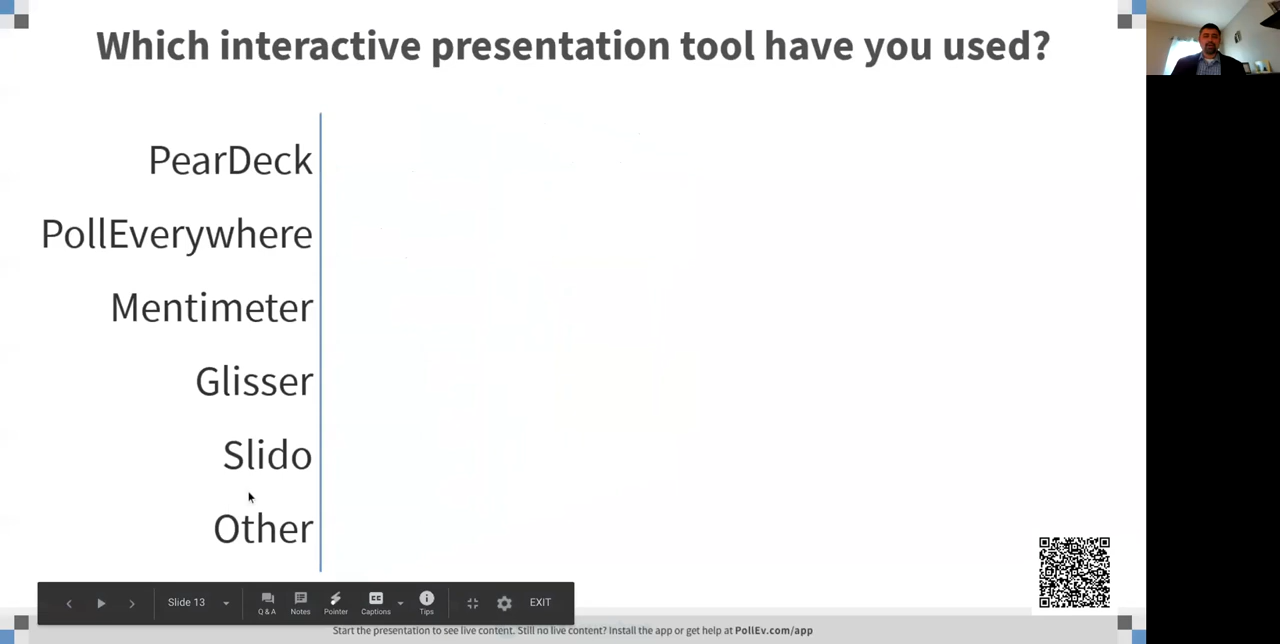 Which interactive presentation tool have you used?
PearDeck
PollEverywhere
Mentimeter
Glisser
Slido
Other
Slide 13
Q & A
Notes
Pointer
CC
Captions
Tips
EXIT
Start the presentation to see live content. Still no live content? Install the app or get help at PollEv.com/app